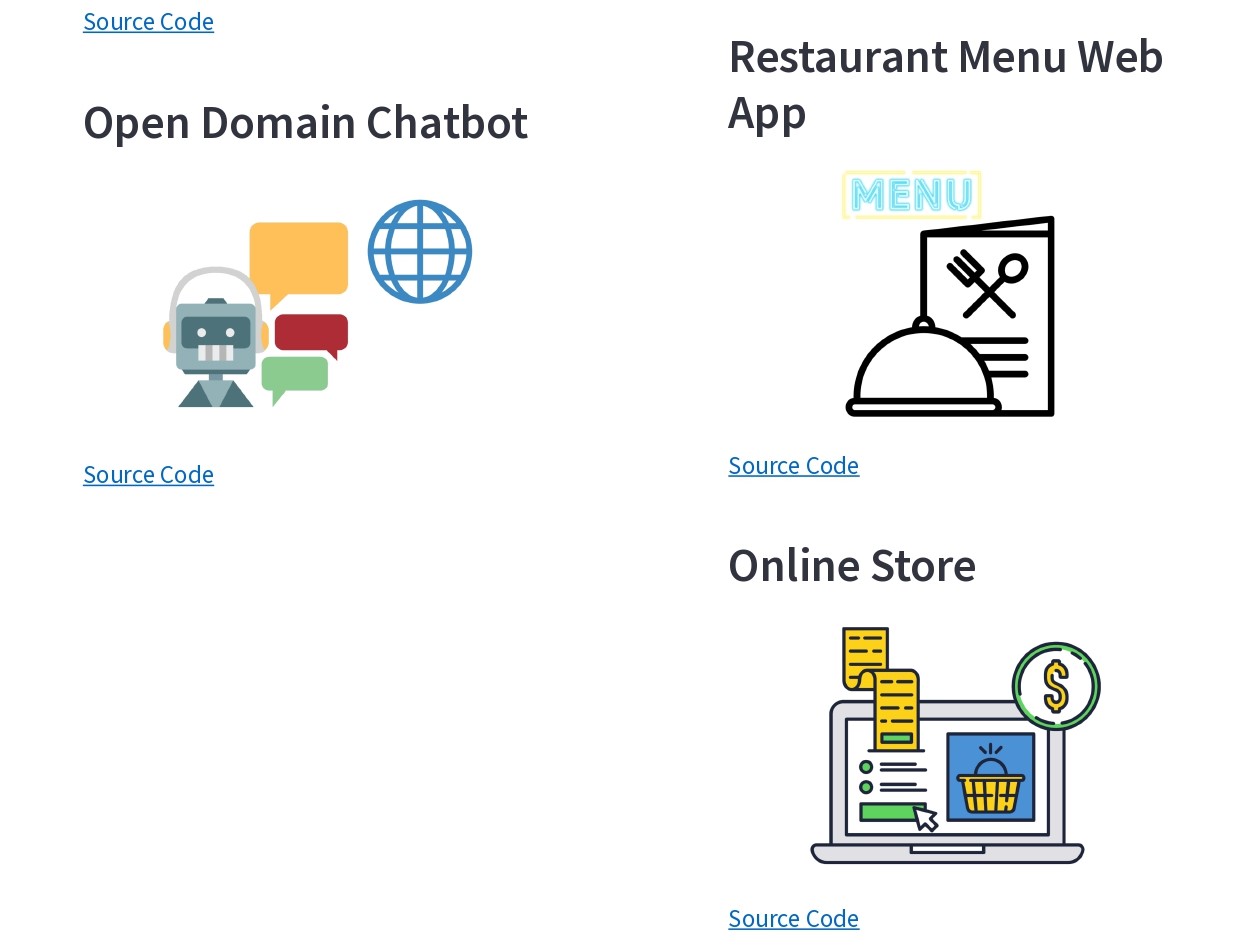 Source Code
Open Domain Chatbot
Source Code
Restaurant Menu Web
App
MENU
Source Code
Online Store
$
Source Code